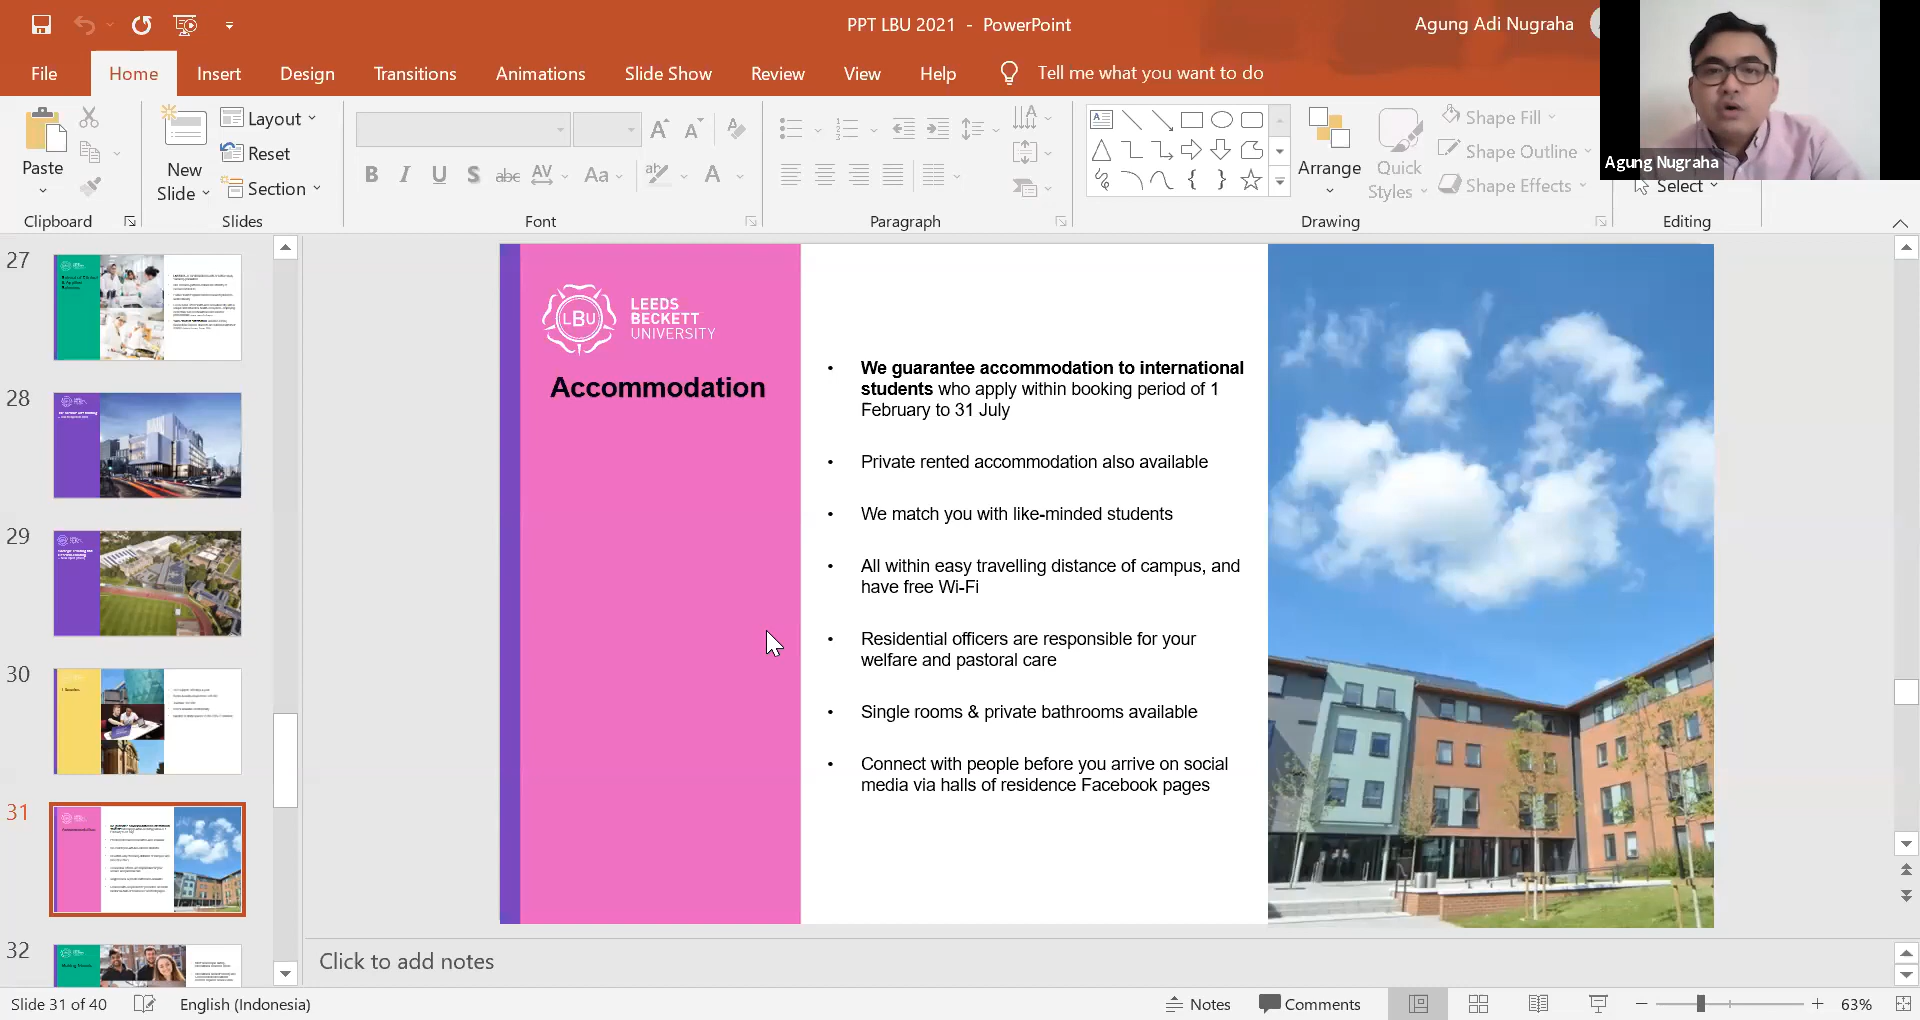 PPT LBU 2021 - PowerPoint
Agung Adi Nugraha
File
Home
Insert
Design
Transitions
Animations
Slide Show
Review
View
Help
Tell me what you want to do
Agung Nugraha
Paste
Clipboard
New
Slide
Layout
Reset
Section
Slides
B I U S abc AV Aa A
Font
Paragraph
Arrange
Quick
Styles
Shape Fill
Shape Outline
Shape Effects
Drawing
Select
Editing
27
28
29
30
31
32
LBU
LEEDS
BECKETT
UNIVERSITY
Accommodation
• We guarantee accommodation to international
students who apply within booking period of 1
February to 31 July
• Private rented accommodation also available
• We match you with like-minded students
• All within easy travelling distance of campus, and
have free Wi-Fi
• Residential officers are responsible for your
welfare and pastoral care
• Single rooms & private bathrooms available
• Connect with people before you arrive on social
media via halls of residence Facebook pages
Click to add notes
Slide 31 of 40
English (Indonesia)
Notes
Comments
63%